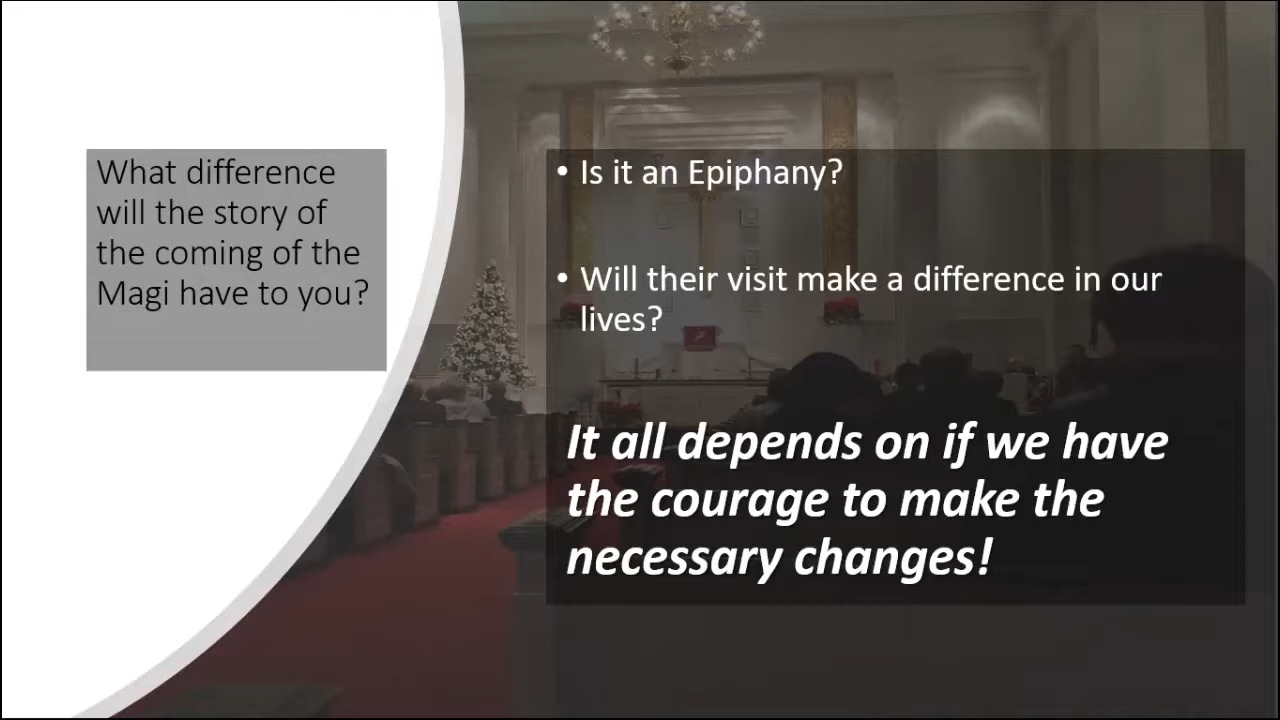 What difference
will the story of
the coming of the
Magi have to you?
• Is it an Epiphany?
• Will their visit make a difference in our
lives?
It all depends on if we have
the courage to make the
necessary changes!